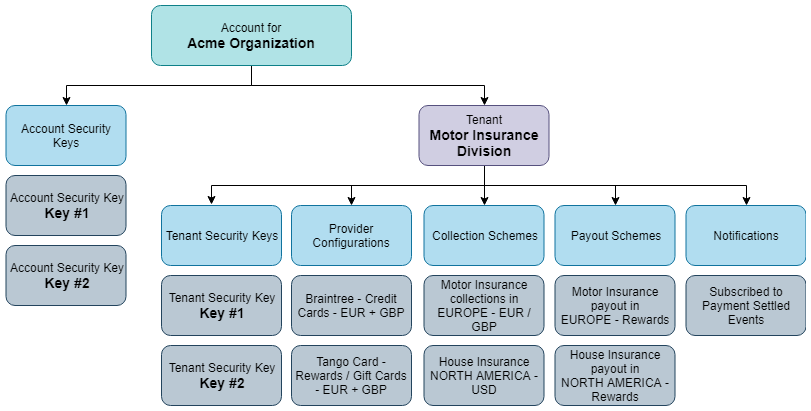 Account for
Acme Organization
Account Security
Keys
Tenant
Motor Insurance
Division
Account Security Key
Key #1
Account Security Key
Key #2
Tenant Security Keys
Provider
Configurations
Collection Schemes
Payout Schemes
Notifications
Tenant Security Key
Key #1
Braintree - Credit
Cards - EUR + GBP
Motor Insurance
collections in
EUROPE - EUR /
GBP
Motor Insurance
payout in
EUROPE - Rewards
Subscribed to
Payment Settled
Events
Tenant Security Key
Key #2
Tango Card -
Rewards / Gift Cards
- EUR + GBP
House Insurance
NORTH AMERICA -
USD
House Insurance
payout in
NORTH AMERICA -
Rewards